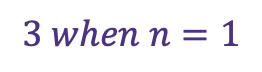 3 when n = 1